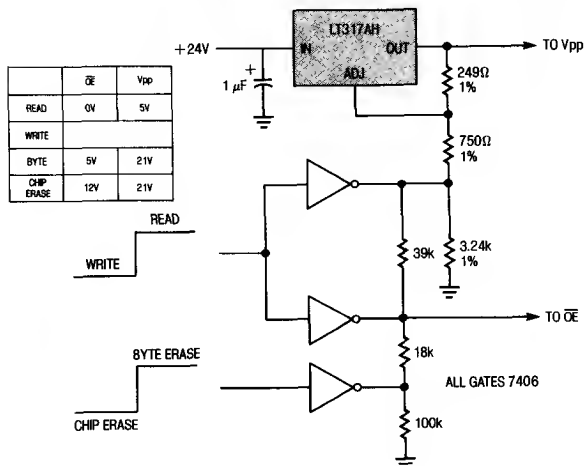 LT317AH
+24V
IN
OUT
TO Vpp
ADJ
+
1 μF
249Ω
1%
750Ω
1%
3.24k
1%
39k
TO O̅E̅
18k
100k
ALL GATES 7406
O̅E̅ Vpp
READ 0V 5V
WRITE
BYTE 5V 21V
CHIP ERASE 12V 21V
READ
WRITE
BYTE ERASE
CHIP ERASE